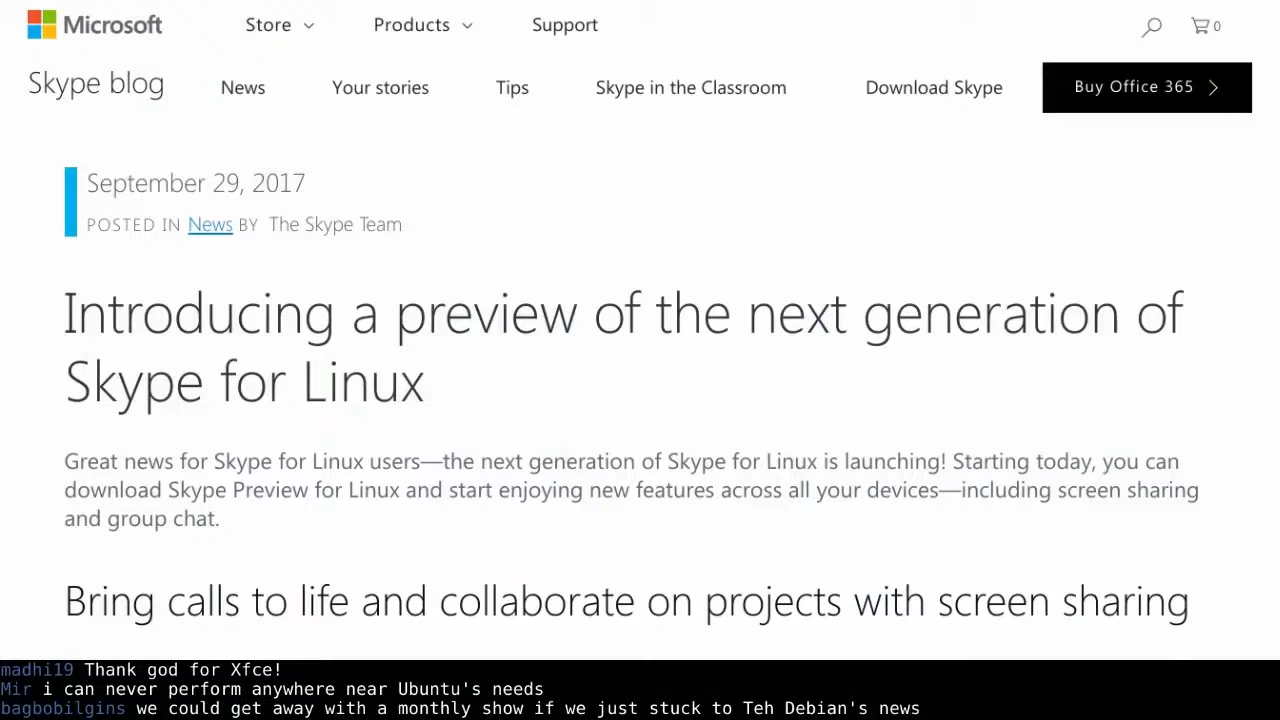 Microsoft Store Products Support 0
Skype blog News Your stories Tips Skype in the Classroom Download Skype Buy Office 365
September 29, 2017
POSTED IN News BY The Skype Team
Introducing a preview of the next generation of
Skype for Linux
Great news for Skype for Linux users—the next generation of Skype for Linux is launching! Starting today, you can
download Skype Preview for Linux and start enjoying new features across all your devices—including screen sharing
and group chat.
Bring calls to life and collaborate on projects with screen sharing
madhi19 Thank god for Xfce!
Mir i can never perform anywhere near Ubuntu's needs
bagbobilgins we could get away with a monthly show if we just stuck to Teh Debian's news